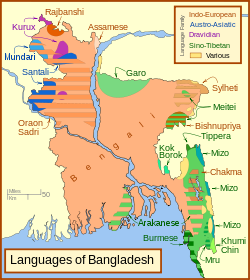 Rajbanshi
Assamese
Kurux
Mundari
Santali
Garo
Oraon
Sadri
Bengali
Language Family
Indo-European
Austro-Asiatic
Dravidian
Sino-Tibetan
Various
Sylheti
Meitei
Bishnupriya
Tippera
Kok
Borok
Mizo
Chakma
Mizo
Mizo
Khumi
Chin
Mru
Arakanese
Burmese
Miles
Km
50
Languages of Bangladesh